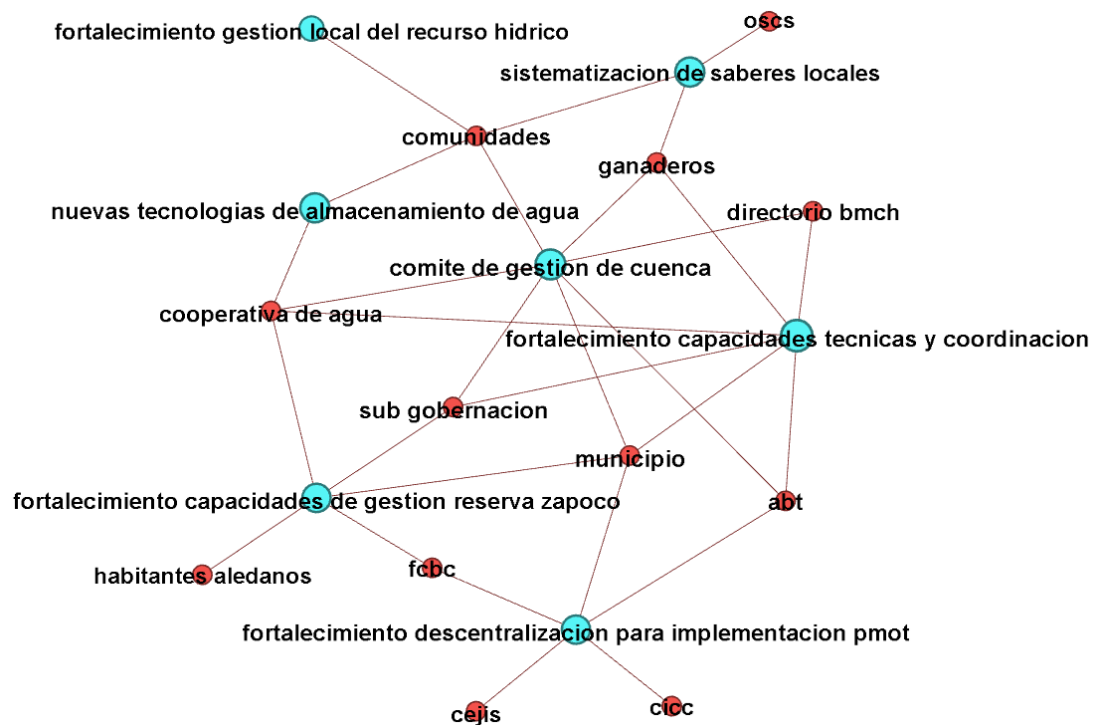 oscs
fortalecimiento gestion local del recurso hidrico
sistematizacion de saberes locales
comunidades
ganaderos
nuevas tecnologias de almacenamiento de agua
directorio bmch
comite de gestion de cuenca
cooperativa de agua
fortalecimiento capacidades tecnicas y coordinacion
sub gobernacion
municipio
fortalecimiento capacidades de gestion reserva zapoco
abt
habitantes aledanos
fcbc
fortalecimiento descentralizacion para implementacion pmot
cejis
cicc